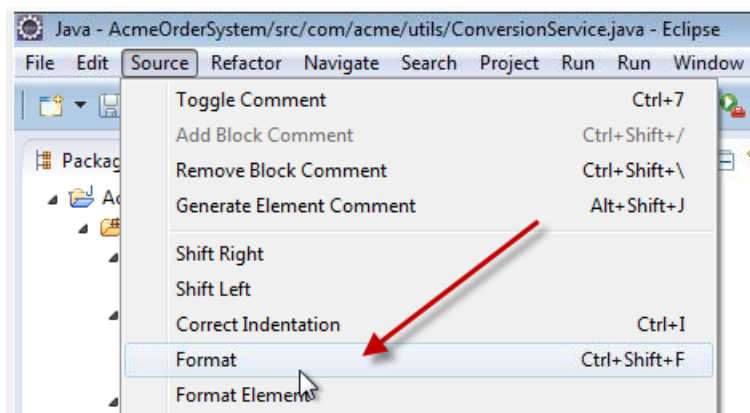 Java - AcmeOrderSystem/src/com/acme/utils/ConversionService.java - Eclipse
File Edit Source Refactor Navigate Search Project Run Run Window
Packag
Ac
Toggle Comment Ctrl+7
Add Block Comment Ctrl+Shift+/
Remove Block Comment Ctrl+Shift+\
Generate Element Comment Alt+Shift+J
Shift Right
Shift Left
Correct Indentation Ctrl+I
Format Ctrl+Shift+F
Format Element